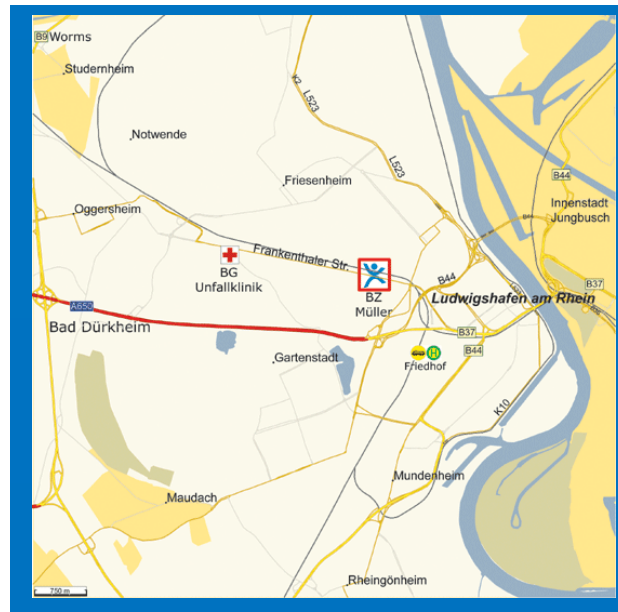 B9 Worms
Studernheim
K2
L523
Notwende
L523
B44
Friesenheim
Innenstadt
Jungbusch
Oggersheim
Frankenthaler Str.
BG
Unfallklinik
B44
B37
BZ
Müller
Ludwigshafen am Rhein
A650
Bad Dürkheim
B37
B44
Gartenstadt
H
Friedhof
K10
Mundenheim
Maudach
Rheingönheim
750 m